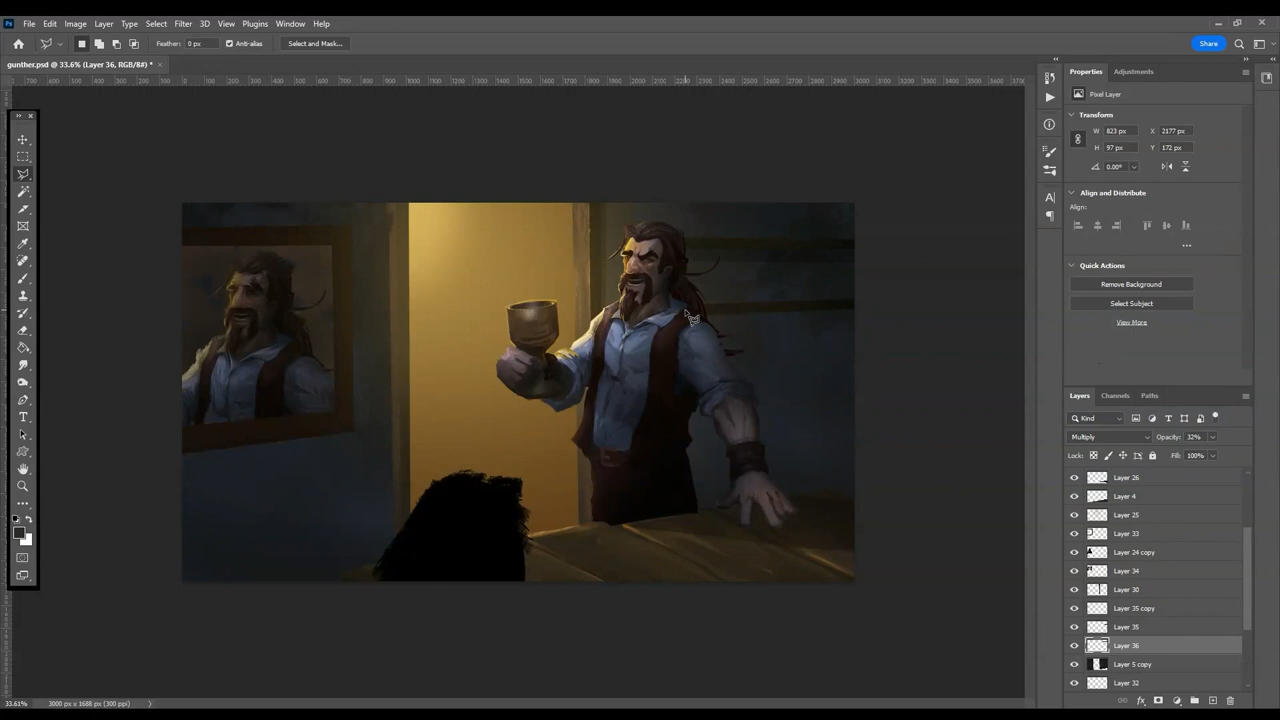 Ps File Edit Image Layer Type Select Filter 3D View Plugins Window Help
Feather: 0 px Anti-alias Select and Mask... Share
gunther.psd @ 33.6% (Layer 36, RGB/8#) * ×
Properties Adjustments
Pixel Layer
Transform
W 823 px X 2177 px
H 97 px Y 172 px
0.00°
Align and Distribute
Align:
Quick Actions
Remove Background
Select Subject
View More
Layers Channels Paths
Kind
Multiply Opacity: 32%
Lock: Fill: 100%
Layer 26
Layer 4
Layer 25
Layer 33
Layer 24 copy
Layer 34
Layer 30
Layer 35 copy
Layer 35
Layer 36
Layer 5 copy
Layer 32
33.61% 3000 px x 1688 px (300 ppi)